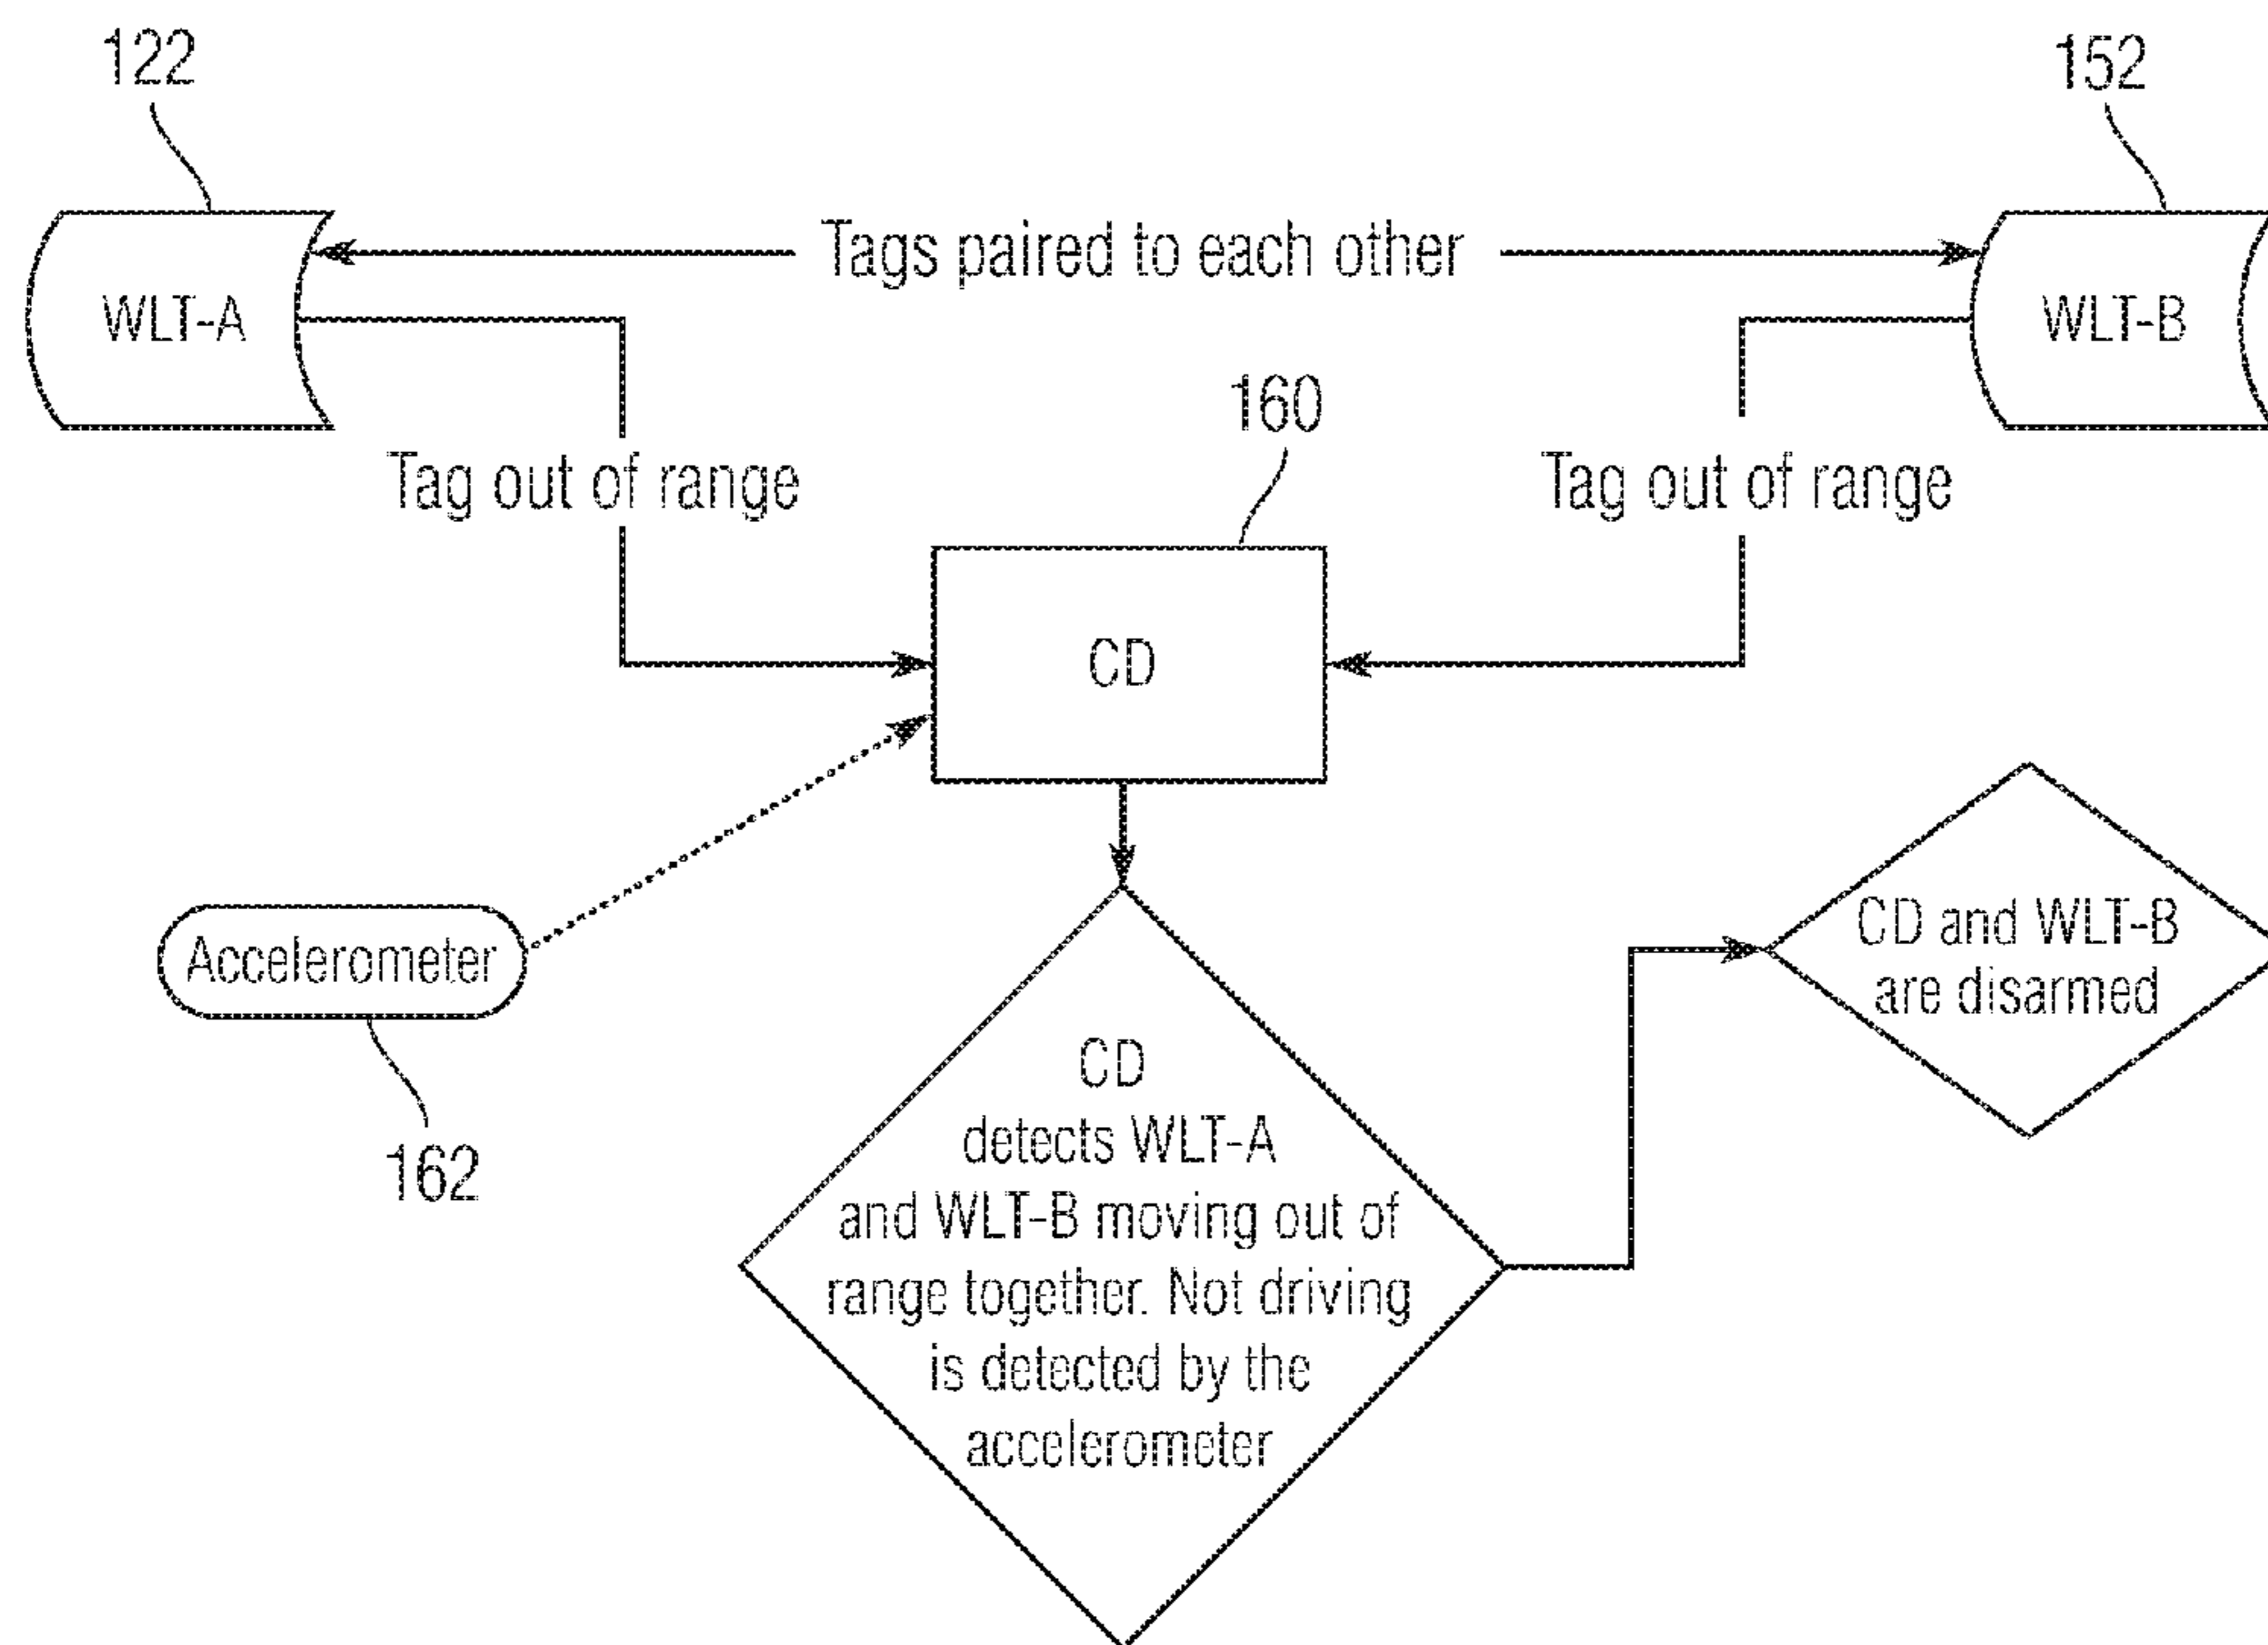 122
152
Tags paired to each other
WLT-A
WLT-B
160
Tag out of range
Tag out of range
CD
Accelerometer
CD and WLT-B
are disarmed
162
CD
detects WLT-A
and WLT-B moving out of
range together. Not driving
is detected by the
accelerometer